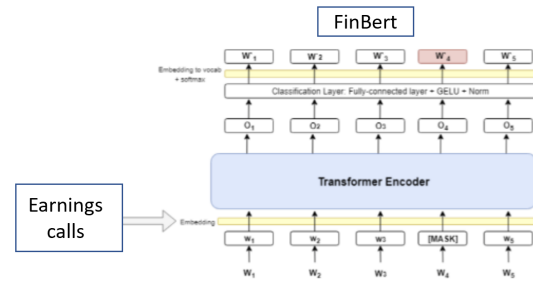 FinBert
W'1 W'2 W'3 W'4 W'5
Embedding to vocab
+ softmax
Classification Layer: Fully-connected layer + GELU + Norm
O1 O2 O3 O4 O5
Transformer Encoder
Earnings
calls
Embedding
W1 W2 W3 [MASK] W5
W1 W2 W3 W4 W5